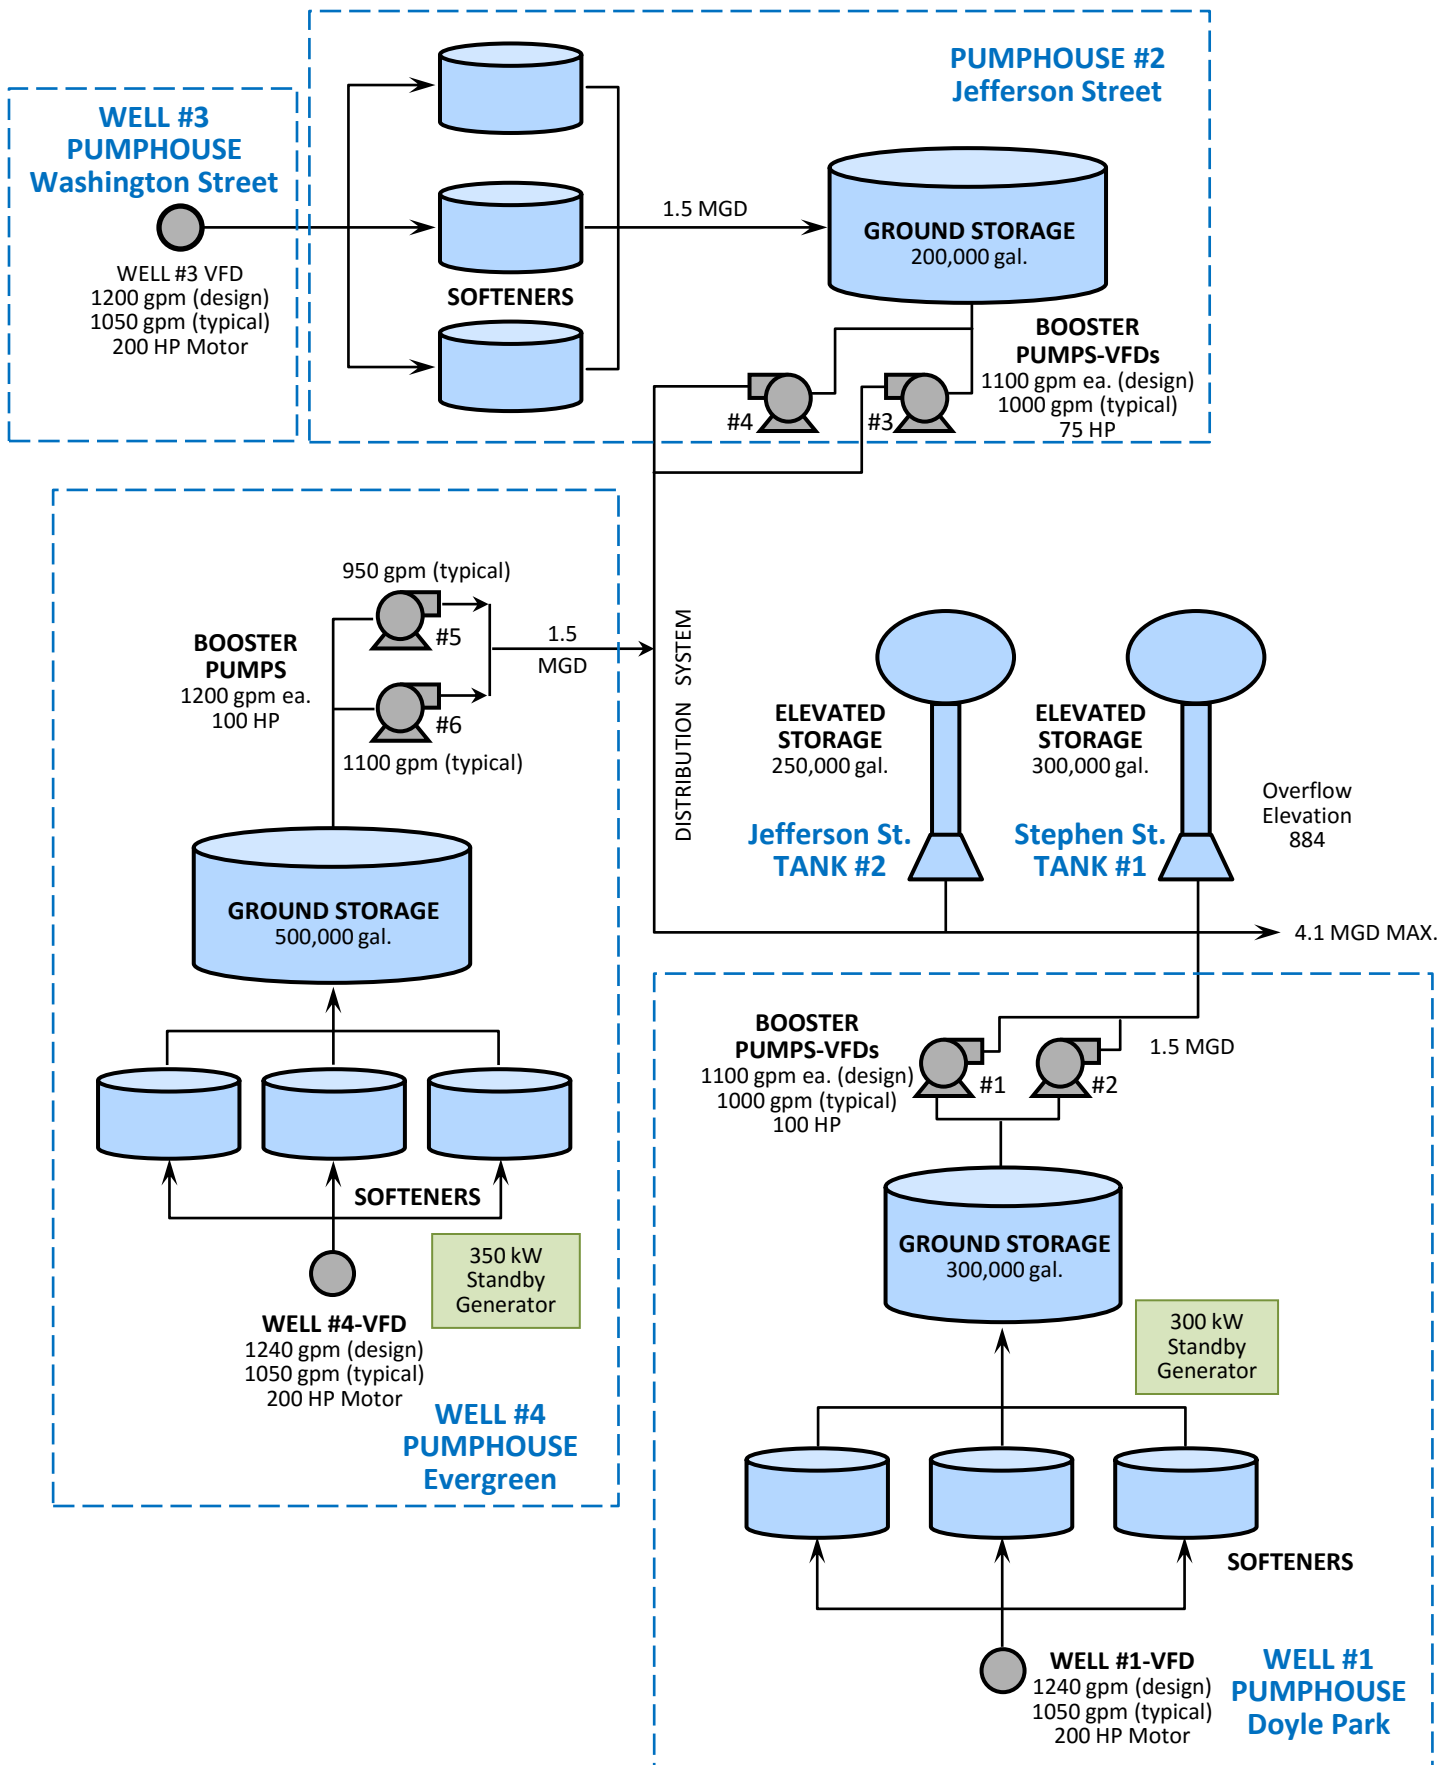 PUMPHOUSE #2
Jefferson Street
WELL #3
PUMPHOUSE
Washington Street
WELL #3 VFD
1200 gpm (design)
1050 gpm (typical)
200 HP Motor
SOFTENERS
1.5 MGD
GROUND STORAGE
200,000 gal.
BOOSTER
PUMPS-VFDs
1100 gpm ea. (design)
1000 gpm (typical)
75 HP
#4
#3
950 gpm (typical)
#5
BOOSTER
PUMPS
1200 gpm ea.
100 HP
#6
1100 gpm (typical)
1.5
MGD
DISTRIBUTION SYSTEM
GROUND STORAGE
500,000 gal.
SOFTENERS
350 kW
Standby
Generator
WELL #4-VFD
1240 gpm (design)
1050 gpm (typical)
200 HP Motor
WELL #4
PUMPHOUSE
Evergreen
ELEVATED
STORAGE
250,000 gal.
Jefferson St.
TANK #2
ELEVATED
STORAGE
300,000 gal.
Stephen St.
TANK #1
Overflow
Elevation
884
4.1 MGD MAX.
BOOSTER
PUMPS-VFDs
1100 gpm ea. (design)
1000 gpm (typical)
100 HP
#1
#2
1.5 MGD
GROUND STORAGE
300,000 gal.
300 kW
Standby
Generator
SOFTENERS
WELL #1-VFD
1240 gpm (design)
1050 gpm (typical)
200 HP Motor
WELL #1
PUMPHOUSE
Doyle Park